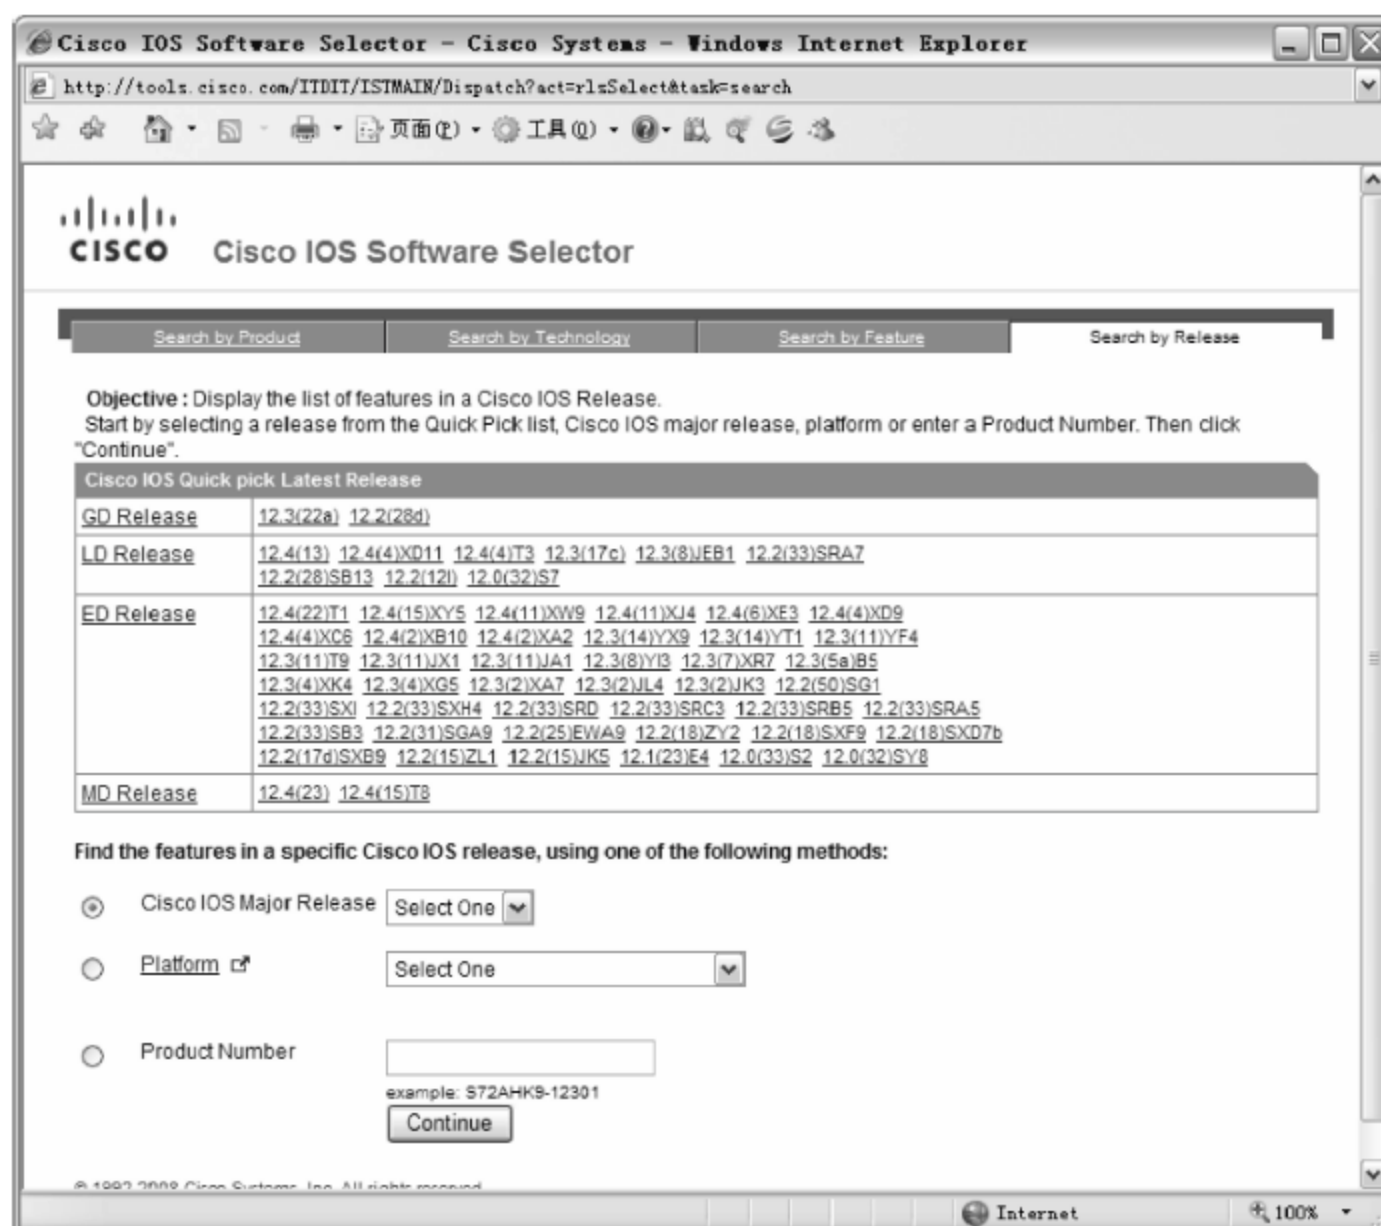 Cisco IOS Software Selector - Cisco Systems - Windows Internet Explorer
http://tools.cisco.com/ITDIT/ISTMAIN/Dispatch?act=rlsSelect&task=search
页面(P) 工具(O)
CISCO Cisco IOS Software Selector
Search by Product Search by Technology Search by Feature Search by Release
Objective : Display the list of features in a Cisco IOS Release.
Start by selecting a release from the Quick Pick list, Cisco IOS major release, platform or enter a Product Number. Then click
"Continue".
Cisco IOS Quick pick Latest Release
GD Release 12.3(22a) 12.2(28d)
LD Release 12.4(13) 12.4(4)XD11 12.4(4)T3 12.3(17c) 12.3(8)JEB1 12.2(33)SRA7
12.2(28)SB13 12.2(12l) 12.0(32)S7
ED Release 12.4(22)T1 12.4(15)XY5 12.4(11)XW9 12.4(11)XJ4 12.4(6)XE3 12.4(4)XD9
12.4(4)XC6 12.4(2)XB10 12.4(2)XA2 12.3(14)YX9 12.3(14)YT1 12.3(11)YF4
12.3(11)T9 12.3(11)JX1 12.3(11)JA1 12.3(8)YI3 12.3(7)XR7 12.3(5a)B5
12.3(4)XK4 12.3(4)XG5 12.3(2)XA7 12.3(2)JL4 12.3(2)JK3 12.2(50)SG1
12.2(33)SXI 12.2(33)SXH4 12.2(33)SRD 12.2(33)SRC3 12.2(33)SRB5 12.2(33)SRA5
12.2(33)SB3 12.2(31)SGA9 12.2(25)EWA9 12.2(18)ZY2 12.2(18)SXF9 12.2(18)SXD7b
12.2(17d)SXB9 12.2(15)ZL1 12.2(15)JK5 12.1(23)E4 12.0(33)S2 12.0(32)SY8
MD Release 12.4(23) 12.4(15)T8
Find the features in a specific Cisco IOS release, using one of the following methods:
Cisco IOS Major Release Select One
Platform Select One
Product Number
example: S72AHK9-12301
Continue
© 1992-2008 Cisco Systems, Inc. All rights reserved.
Internet 100%